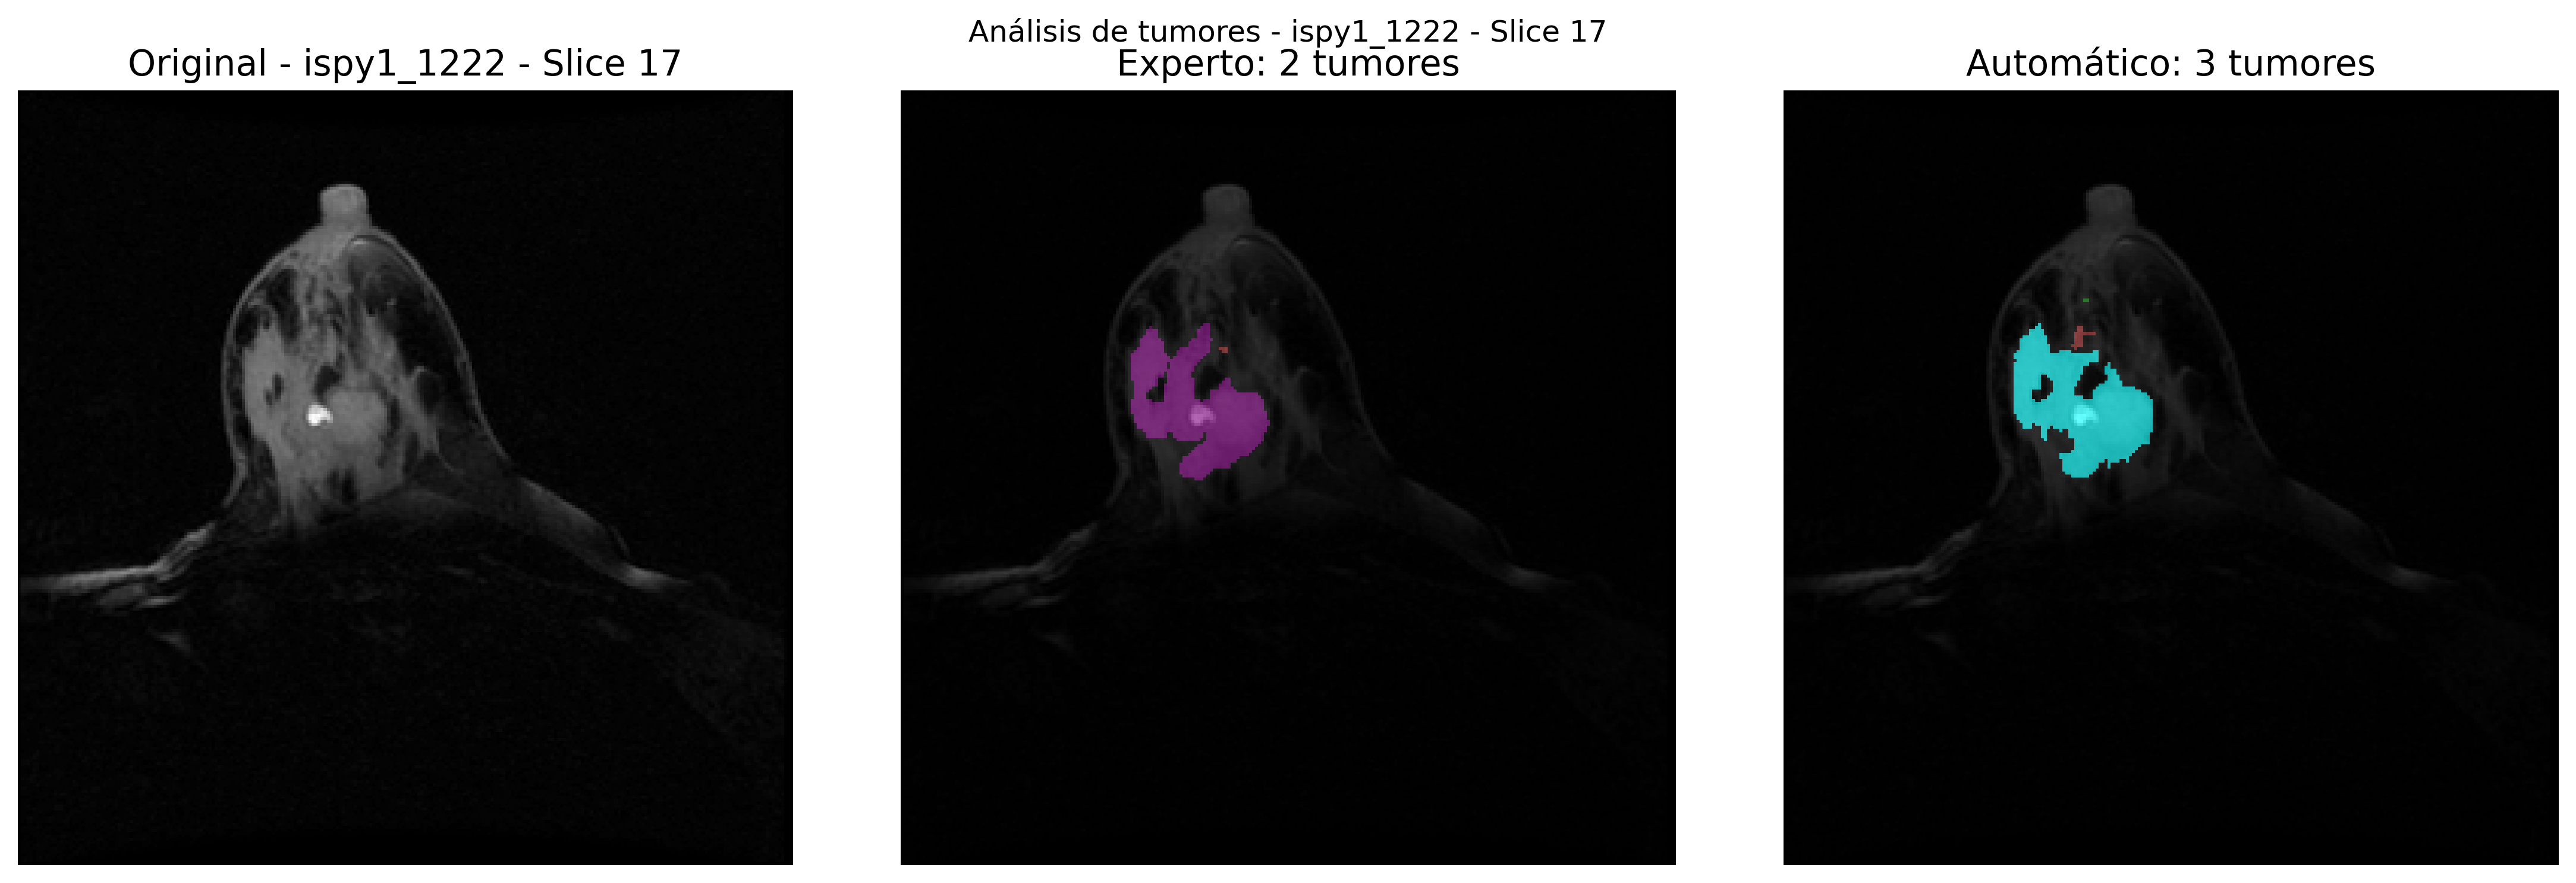 Análisis de tumores - ispy1_1222 - Slice 17
Original - ispy1_1222 - Slice 17
Experto: 2 tumores
Automático: 3 tumores